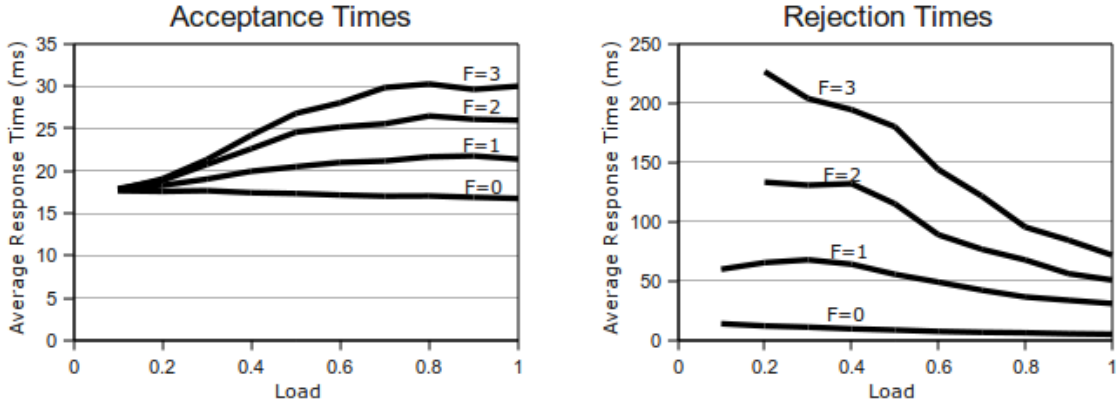 Acceptance Times
Average Response Time (ms)
35
30
25
20
15
10
5
0
F=3
F=2
F=1
F=0
0 0.2 0.4 0.6 0.8 1
Load
Rejection Times
Average Response Time (ms)
250
200
150
100
50
0
F=3
F=2
F=1
F=0
0 0.2 0.4 0.6 0.8 1
Load